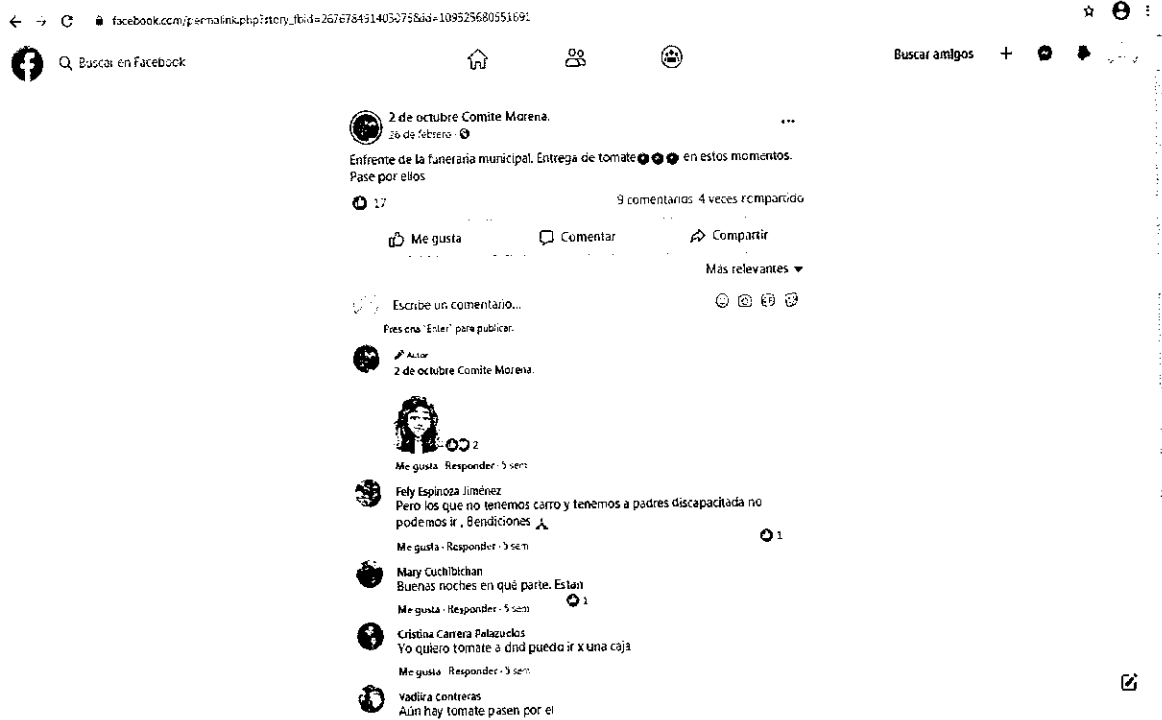 Buscar en Facebook
Buscar amigos
2 de octubre Comite Morena.
26 de febrero
Enfrente de la funeraria municipal. Entrega de tomate en estos momentos.
Pase por ellos
17
9 comentarios 4 veces compartido
Me gusta Comentar Compartir
Más relevantes
Escribe un comentario...
Presiona "Enter" para publicar.
Autor
2 de octubre Comite Morena.
2
Me gusta · Responder · 5 sem
Fely Espinoza Jiménez
Pero los que no tenemos carro y tenemos a padres discapacitada no
podemos ir , Bendiciones
1
Me gusta · Responder · 5 sem
Mary Cuchibichan
Buenas noches en qué parte. Estan
1
Me gusta · Responder · 5 sem
Cristina Carrera Palazuelos
Yo quiero tomate a dnd puedo ir x una caja
Me gusta · Responder · 5 sem
Contreras
Aún hay tomate pasen por el